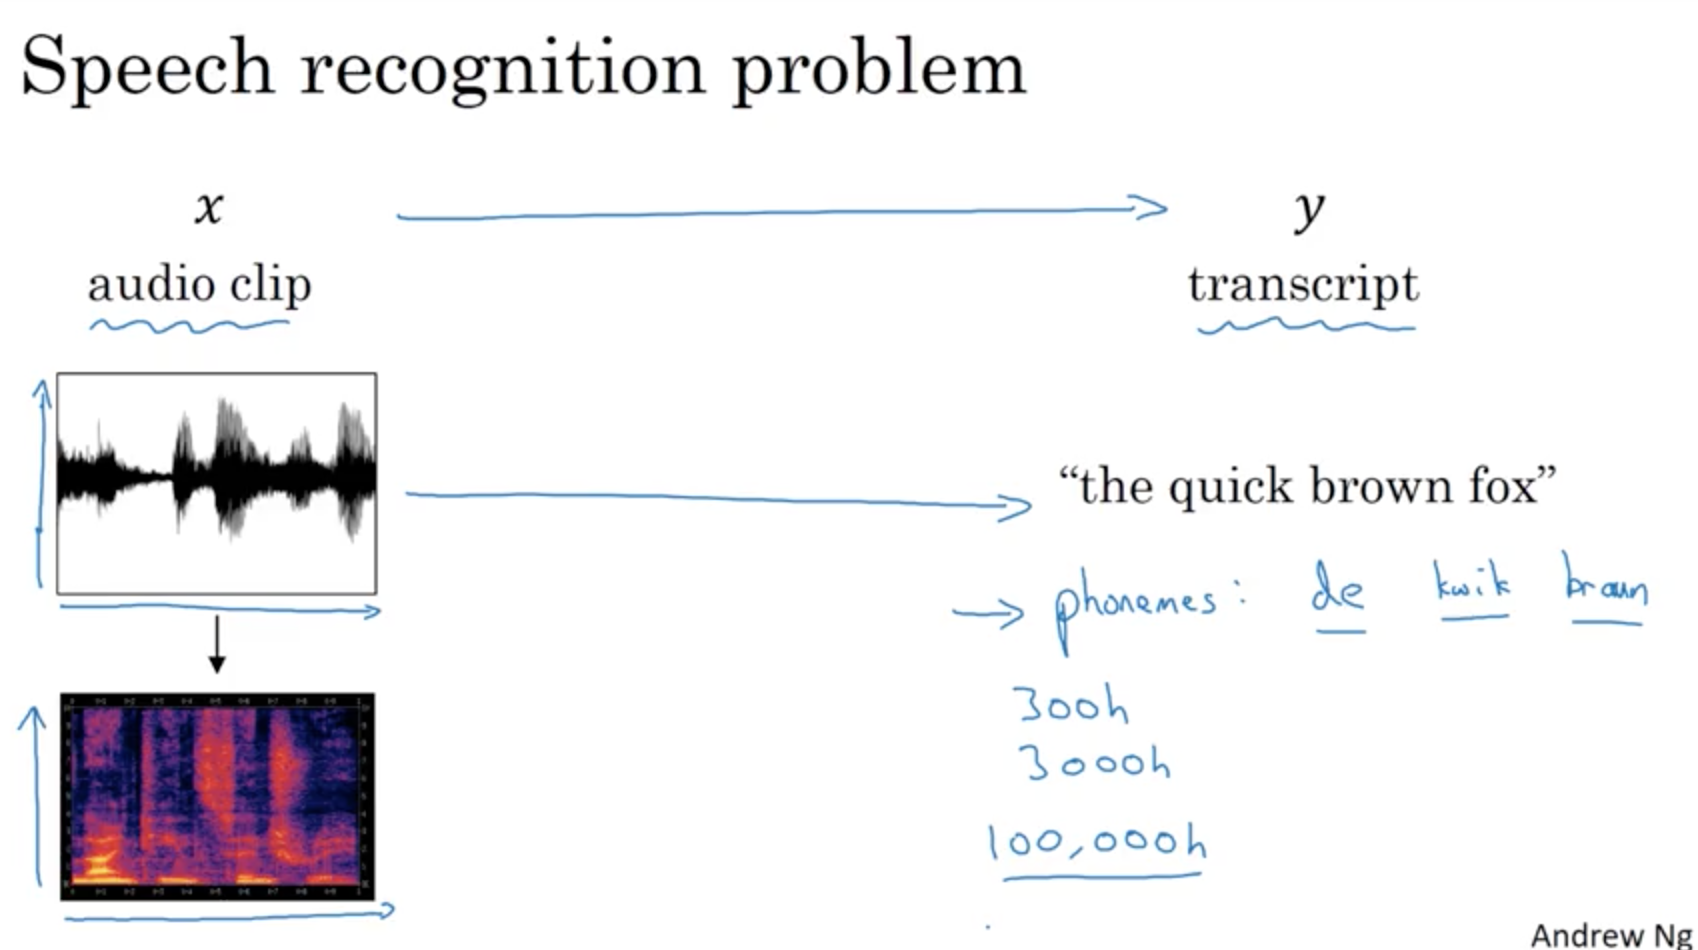 Speech recognition problem
x y
audio clip transcript
"the quick brown fox"
phonemes: de kwik braun
300h
3000h
100,000h
Andrew Ng